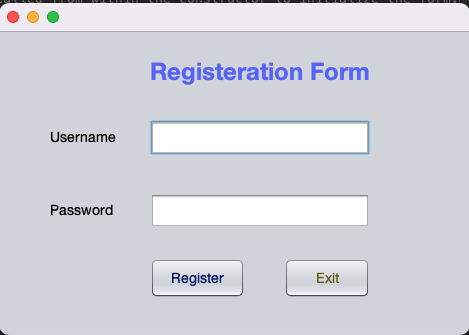 Registeration Form
Username
Password
Register
Exit